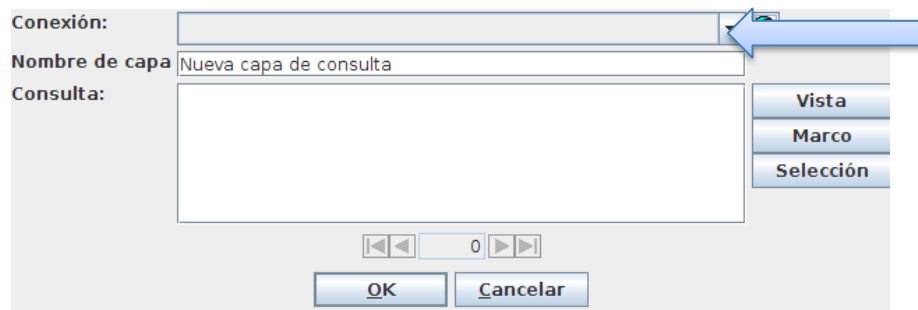 Conexión:
Nombre de capa Nueva capa de consulta
Consulta:
Vista
Marco
Selección
0
OK Cancelar